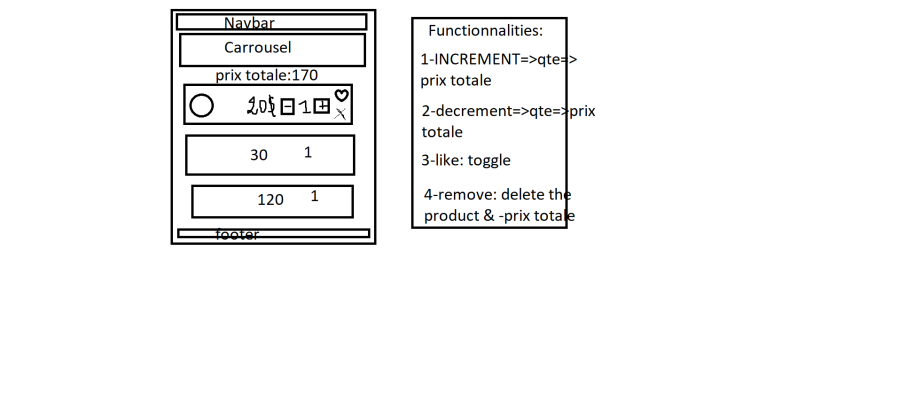 Navbar
Carrousel
prix totale:170
20$ - 1 +
30 1
120 1
footer
Functionnalities:
1-INCREMENT=>qte=>
prix totale
2-decrement=>qte=>prix
totale
3-like: toggle
4-remove: delete the
product & -prix totale